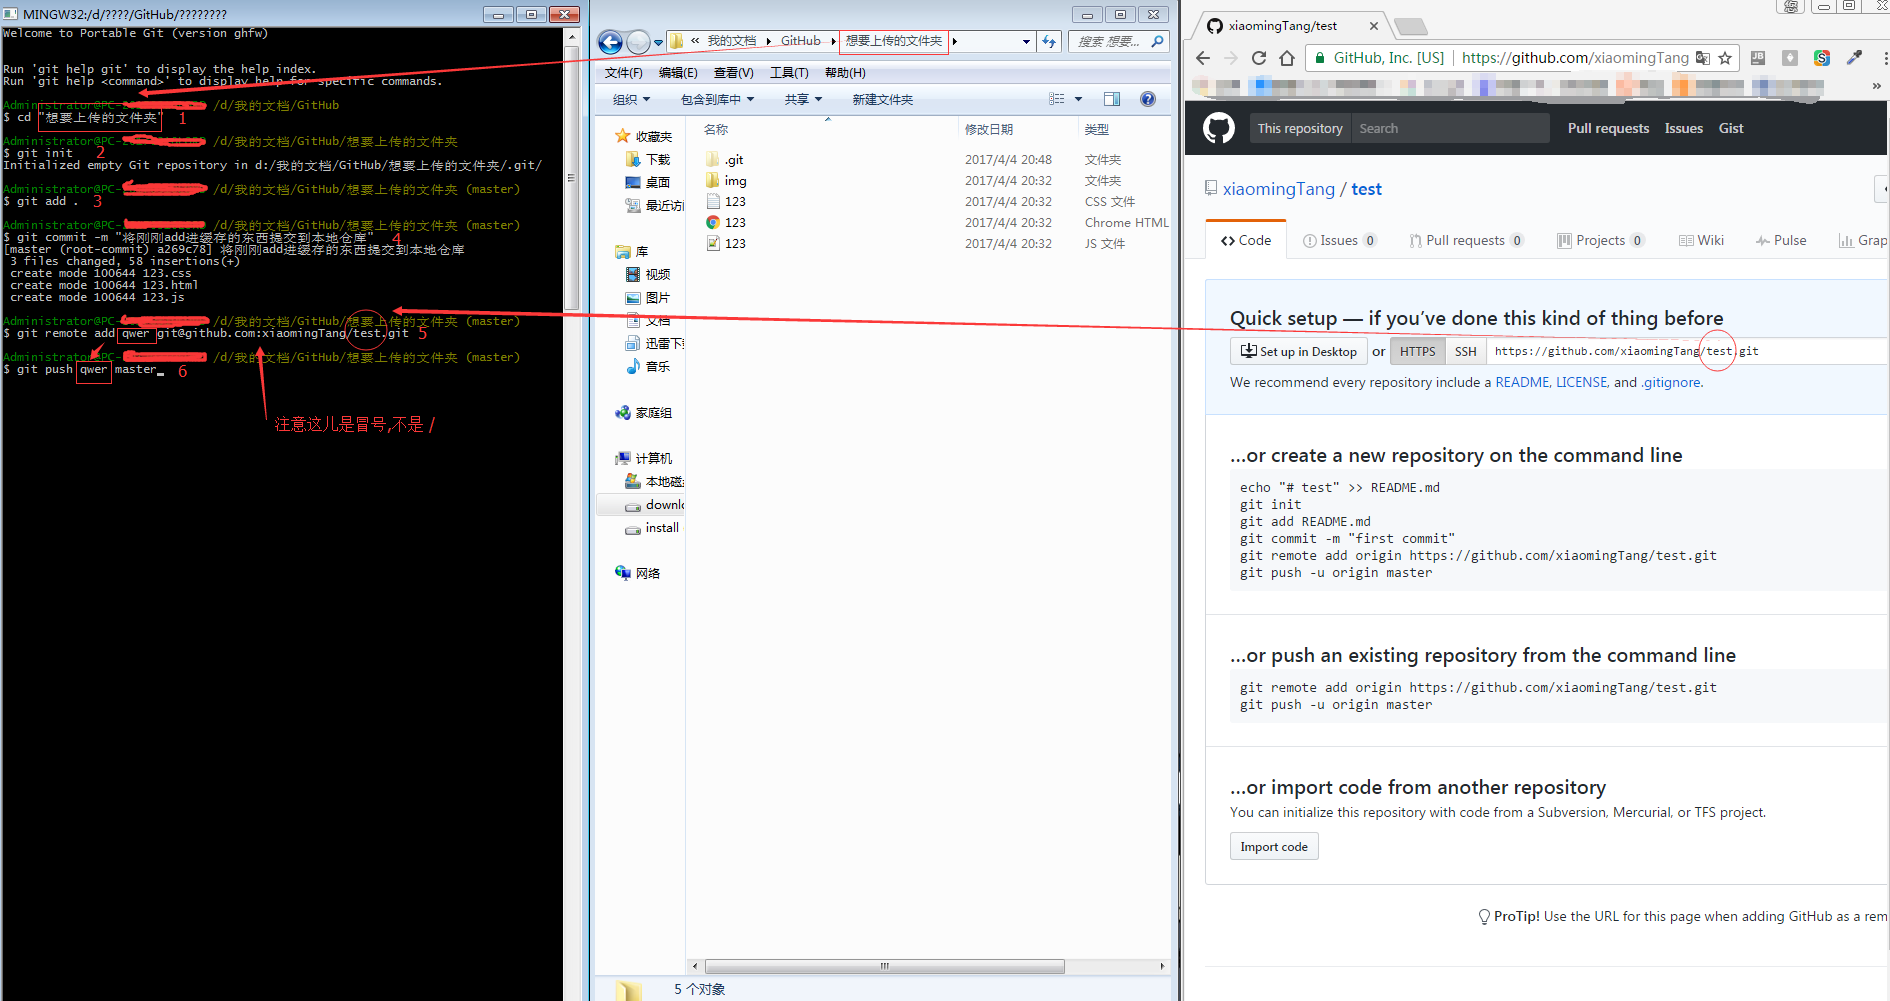 MINGW32:/d/????/GitHub/????????
Welcome to Portable Git (version ghfw)
Run 'git help git' to display the help index.
Run 'git help <command>' to display help for specific commands.
Administrator@PC- /d/我的文档/GitHub
$ cd "想要上传的文件夹" 1
Administrator@PC- /d/我的文档/GitHub/想要上传的文件夹
$ git init 2
Initialized empty Git repository in d:/我的文档/GitHub/想要上传的文件夹/.git/
Administrator@PC- /d/我的文档/GitHub/想要上传的文件夹 (master)
$ git add . 3
Administrator@PC- /d/我的文档/GitHub/想要上传的文件夹 (master)
$ git commit -m "将刚刚add进缓存的东西提交到本地仓库" 4
[master (root-commit) a269c78] 将刚刚add进缓存的东西提交到本地仓库
3 files changed, 58 insertions(+)
create mode 100644 123.css
create mode 100644 123.html
create mode 100644 123.js
Administrator@PC- /d/我的文档/GitHub/想要上传的文件夹 (master)
$ git remote add qwer git@github.com:xiaomingTang/test.git 5
Administrator@PC- /d/我的文档/GitHub/想要上传的文件夹 (master)
$ git push qwer master 6
注意这儿是冒号,不是 /
« 我的文档 GitHub 想要上传的文件夹
搜索 想要...
文件(F) 编辑(E) 查看(V) 工具(T) 帮助(H)
组织 包含到库中 共享 新建文件夹
收藏夹
下载
桌面
最近访
库
视频
图片
文档
迅雷下
音乐
家庭组
计算机
本地磁
downlo
install
网络
名称 修改日期 类型
.git 2017/4/4 20:48 文件夹
img 2017/4/4 20:32 文件夹
123 2017/4/4 20:32 CSS 文件
123 2017/4/4 20:32 Chrome HTML
123 2017/4/4 20:32 JS 文件
5 个对象
xiaomingTang/test
GitHub, Inc. [US] https://github.com/xiaomingTang
»
This repository Search Pull requests Issues Gist
xiaomingTang / test
Code Issues 0 Pull requests 0 Projects 0 Wiki Pulse Grap
Quick setup — if you’ve done this kind of thing before
Set up in Desktop or HTTPS SSH https://github.com/xiaomingTang/test.git
We recommend every repository include a README, LICENSE, and .gitignore.
…or create a new repository on the command line
echo "# test" >> README.md
git init
git add README.md
git commit -m "first commit"
git remote add origin https://github.com/xiaomingTang/test.git
git push -u origin master
…or push an existing repository from the command line
git remote add origin https://github.com/xiaomingTang/test.git
git push -u origin master
…or import code from another repository
You can initialize this repository with code from a Subversion, Mercurial, or TFS project.
Import code
ProTip! Use the URL for this page when adding GitHub as a rem